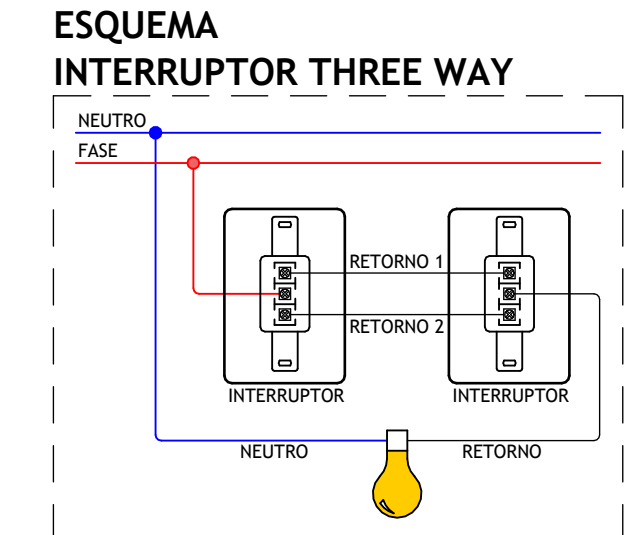 ESQUEMA
INTERRUPTOR THREE WAY
NEUTRO
FASE
RETORNO 1
RETORNO 2
INTERRUPTOR
INTERRUPTOR
NEUTRO
RETORNO